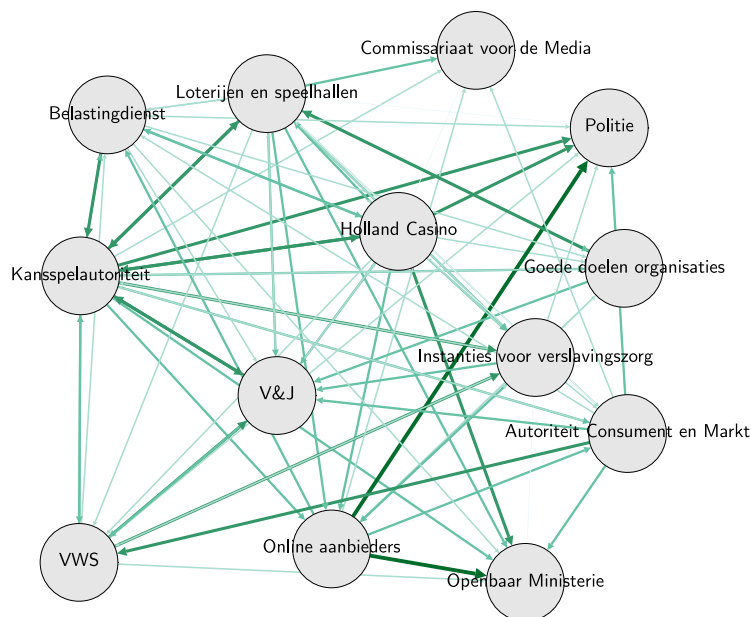 Commissariaat voor de Media
Loterijen en speelhallen
Belastingdienst
Politie
Holland Casino
Goede doelen organisaties
Kansspelautoriteit
Instanties voor verslavingszorg
V&J
Autoriteit Consument en Markt
Online aanbieders
VWS
Openbaar Ministerie